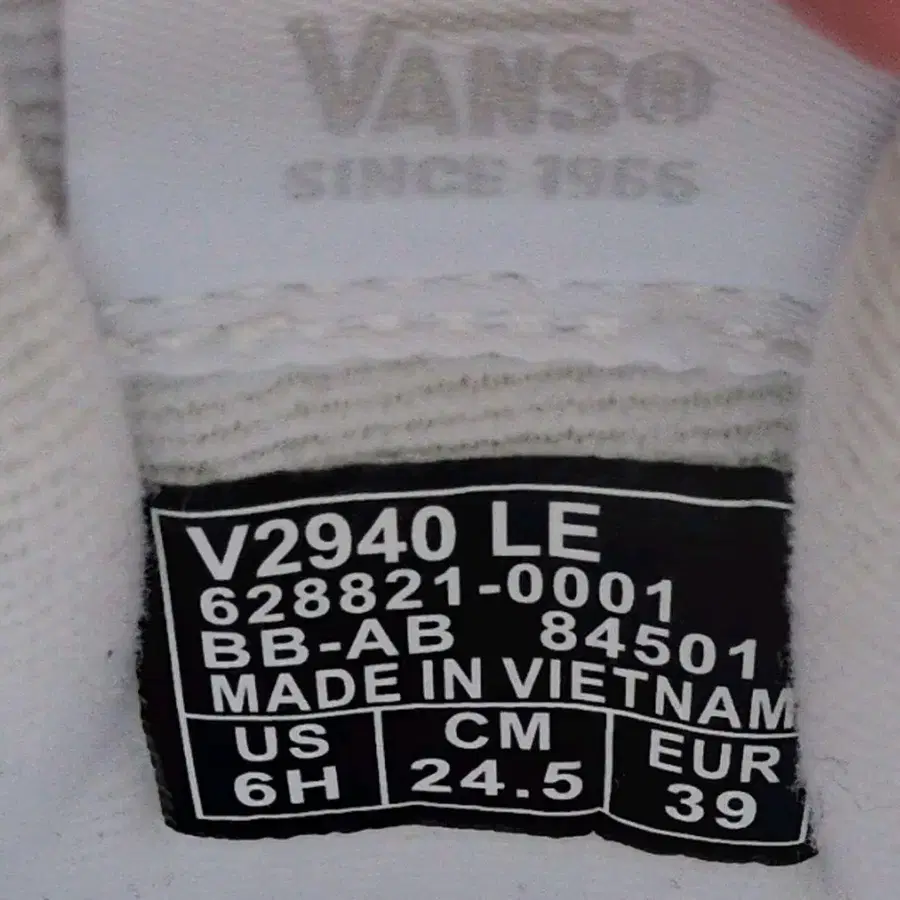 VANS®
SINCE 1966
V2940 LE
628821-0001
BB-AB 84501
MADE IN VIETNAM
US CM EUR
6H 24.5 39